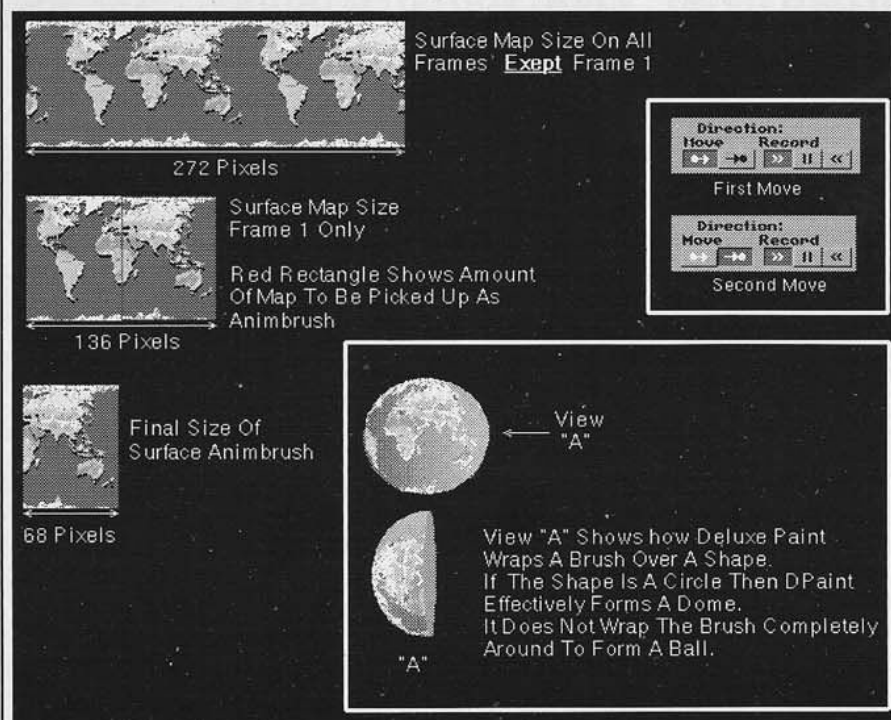 Surface Map Size On All
Frames' Exept Frame 1
272 Pixels
Surface Map Size
Frame 1 Only
Red Rectangle Shows Amount
Of Map To Be Picked Up As
Animbrush
136 Pixels
Final Size Of
Surface Animbrush
68 Pixels
Direction:
Move Record
First Move
Direction:
Move Record
Second Move
View
"A"
"A"
View "A" Shows how Deluxe Paint
Wraps A Brush Over A Shape.
If The Shape Is A Circle Then DPaint
Effectively Forms A Dome.
It Does Not Wrap The Brush Completely
Around To Form A Ball.